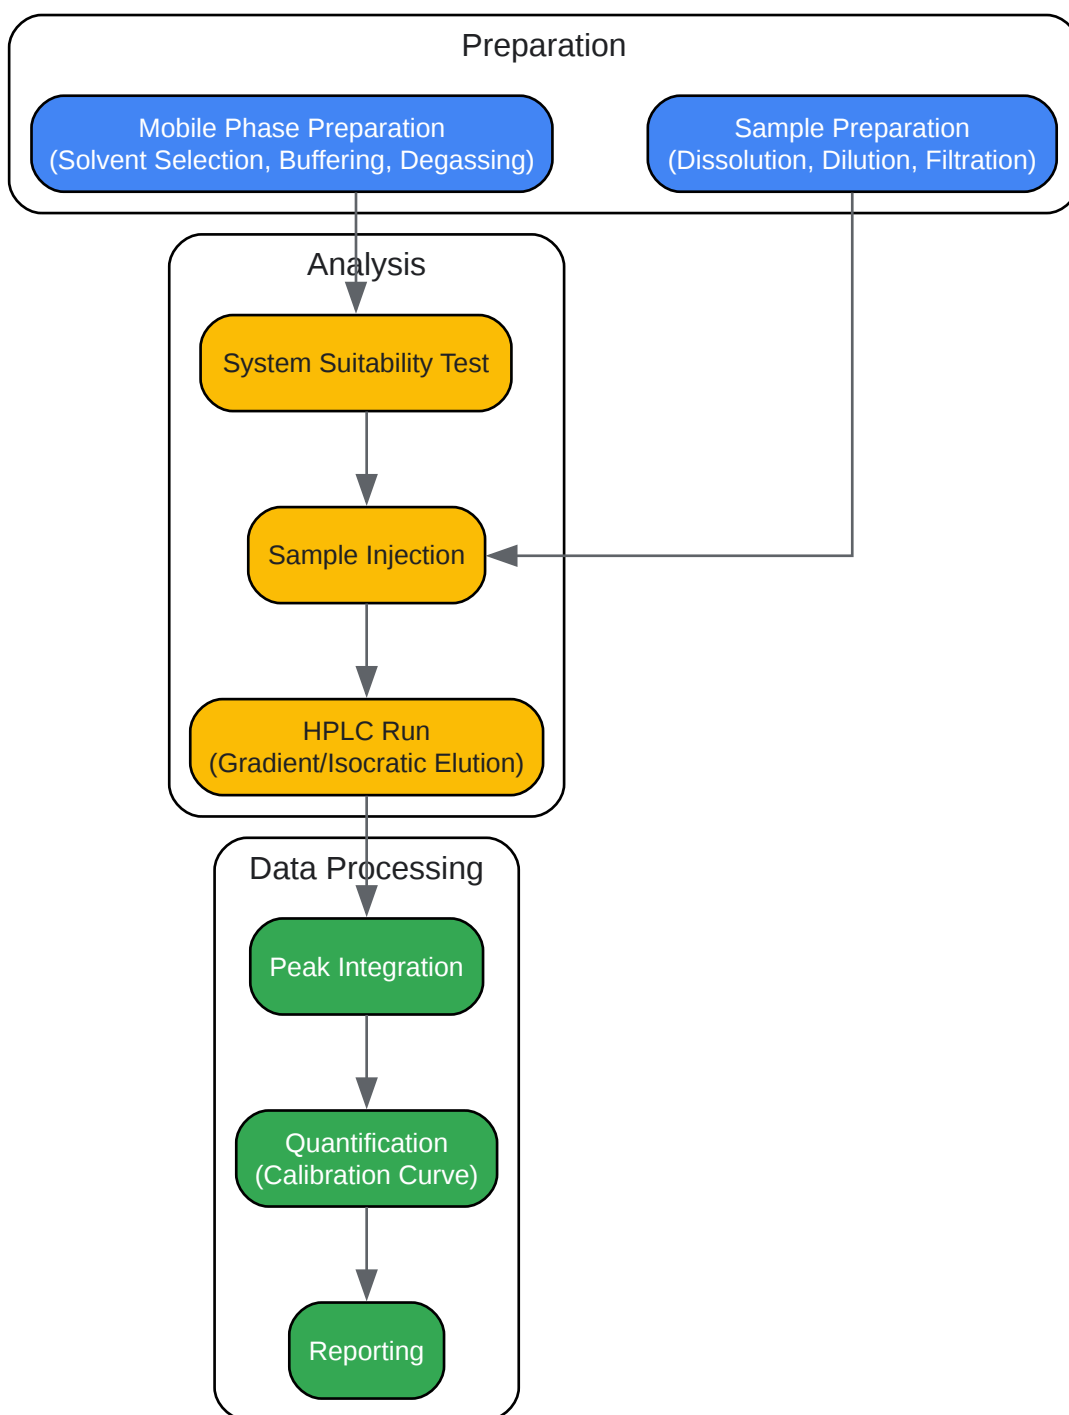 Preparation
Mobile Phase Preparation
(Solvent Selection, Buffering, Degassing)
Sample Preparation
(Dissolution, Dilution, Filtration)
Analysis
System Suitability Test
Sample Injection
HPLC Run
(Gradient/Isocratic Elution)
Data Processing
Peak Integration
Quantification
(Calibration Curve)
Reporting